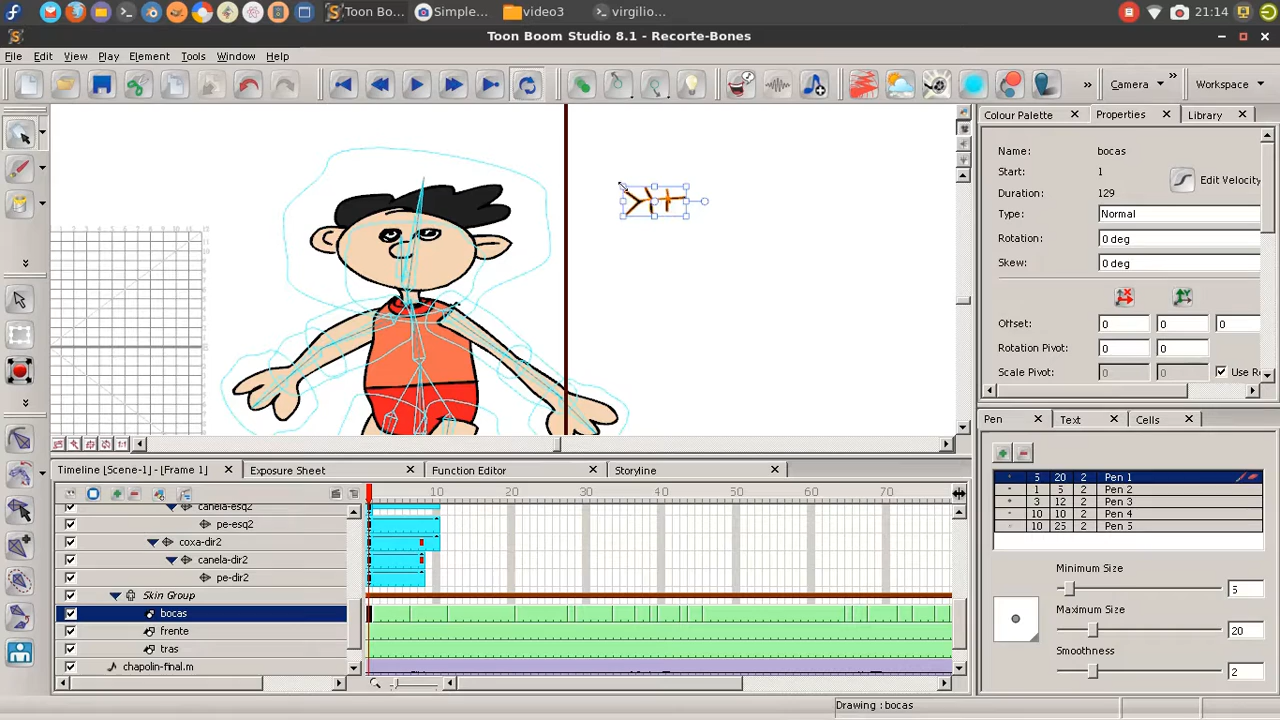 Toon Bo...
Simple...
video3
virgilio...
21:14
Toon Boom Studio 8.1 - Recorte-Bones
File Edit View Play Element Tools Window Help
Camera
»
Workspace
Colour Palette
Properties
Library
Name: bocas
Start: 1
Duration: 129
Edit Velocity
Type: Normal
Rotation: 0 deg
Skew: 0 deg
Offset: 0 0 0
Rotation Pivot: 0 0
Scale Pivot: 0 0 Use Ro
Pen
Text
Cells
5 20 2 Pen 1
1 5 2 Pen 2
3 12 2 Pen 3
10 10 2 Pen 4
10 25 2 Pen 5
Minimum Size
5
Maximum Size
20
Smoothness
2
Timeline [Scene-1] - [Frame 1]
Exposure Sheet
Function Editor
Storyline
10 20 30 40 50 60 70
canela-esq2
pe-esq2
coxa-dir2
canela-dir2
pe-dir2
Skin Group
bocas
frente
tras
chapolin-final.m
Drawing : bocas